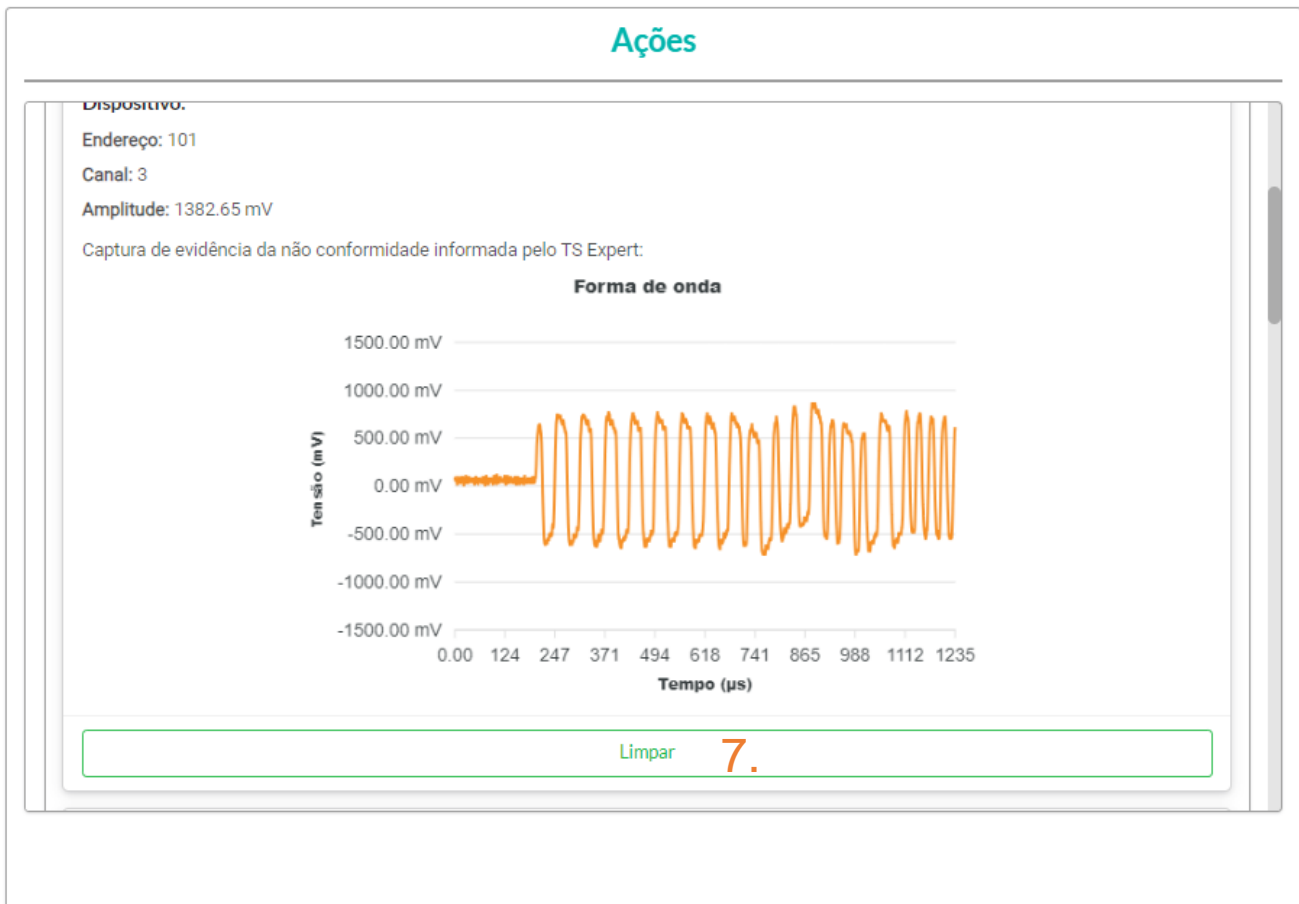 Ações
Dispositivo:
Endereço: 101
Canal: 3
Amplitude: 1382.65 mV
Captura de evidência da não conformidade informada pelo TS Expert:
Forma de onda
1500.00 mV
1000.00 mV
500.00 mV
0.00 mV
-500.00 mV
-1000.00 mV
-1500.00 mV
Tensão (mV)
0.00 124 247 371 494 618 741 865 988 1112 1235
Tempo (µs)
Limpar 7.